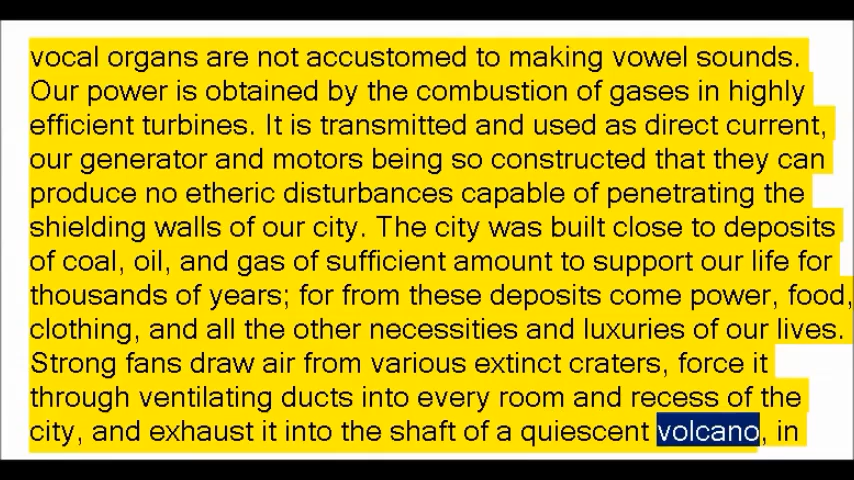 vocal organs are not accustomed to making vowel sounds.
Our power is obtained by the combustion of gases in highly
efficient turbines. It is transmitted and used as direct current,
our generator and motors being so constructed that they can
produce no etheric disturbances capable of penetrating the
shielding walls of our city. The city was built close to deposits
of coal, oil, and gas of sufficient amount to support our life for
thousands of years; for from these deposits come power, food,
clothing, and all the other necessities and luxuries of our lives.
Strong fans draw air from various extinct craters, force it
through ventilating ducts into every room and recess of the
city, and exhaust it into the shaft of a quiescent volcano, in